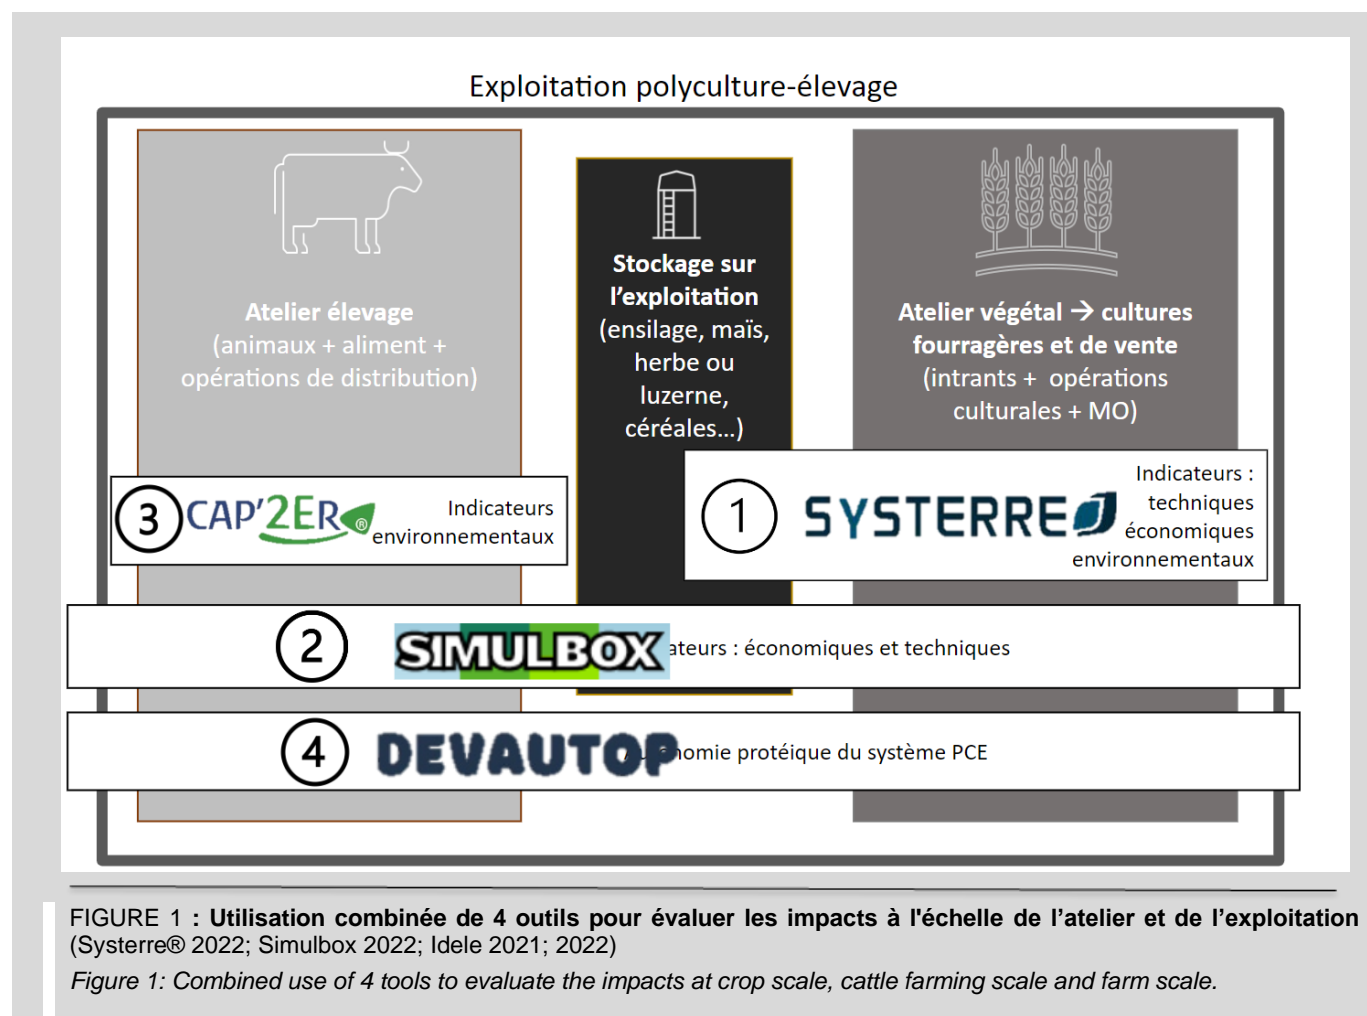 Exploitation polyculture-élevage
Atelier élevage
(animaux + aliment +
opérations de distribution)
Stockage sur
l'exploitation
(ensilage, maïs,
herbe ou
luzerne,
céréales...)
Atelier végétal → cultures
fourragères et de vente
(intrants + opérations
culturales + MO)
3 CAP'2ER®
Indicateurs
environnementaux
1 SYSTERRE
Indicateurs :
techniques
économiques
environnementaux
2 SIMULBOX : économiques et techniques
4 DEVAUTOP protéique du système PCE
FIGURE 1 : Utilisation combinée de 4 outils pour évaluer les impacts à l'échelle de l’atelier et de l’exploitation
(Systerre® 2022; Simulbox 2022; Idele 2021; 2022)
Figure 1: Combined use of 4 tools to evaluate the impacts at crop scale, cattle farming scale and farm scale.